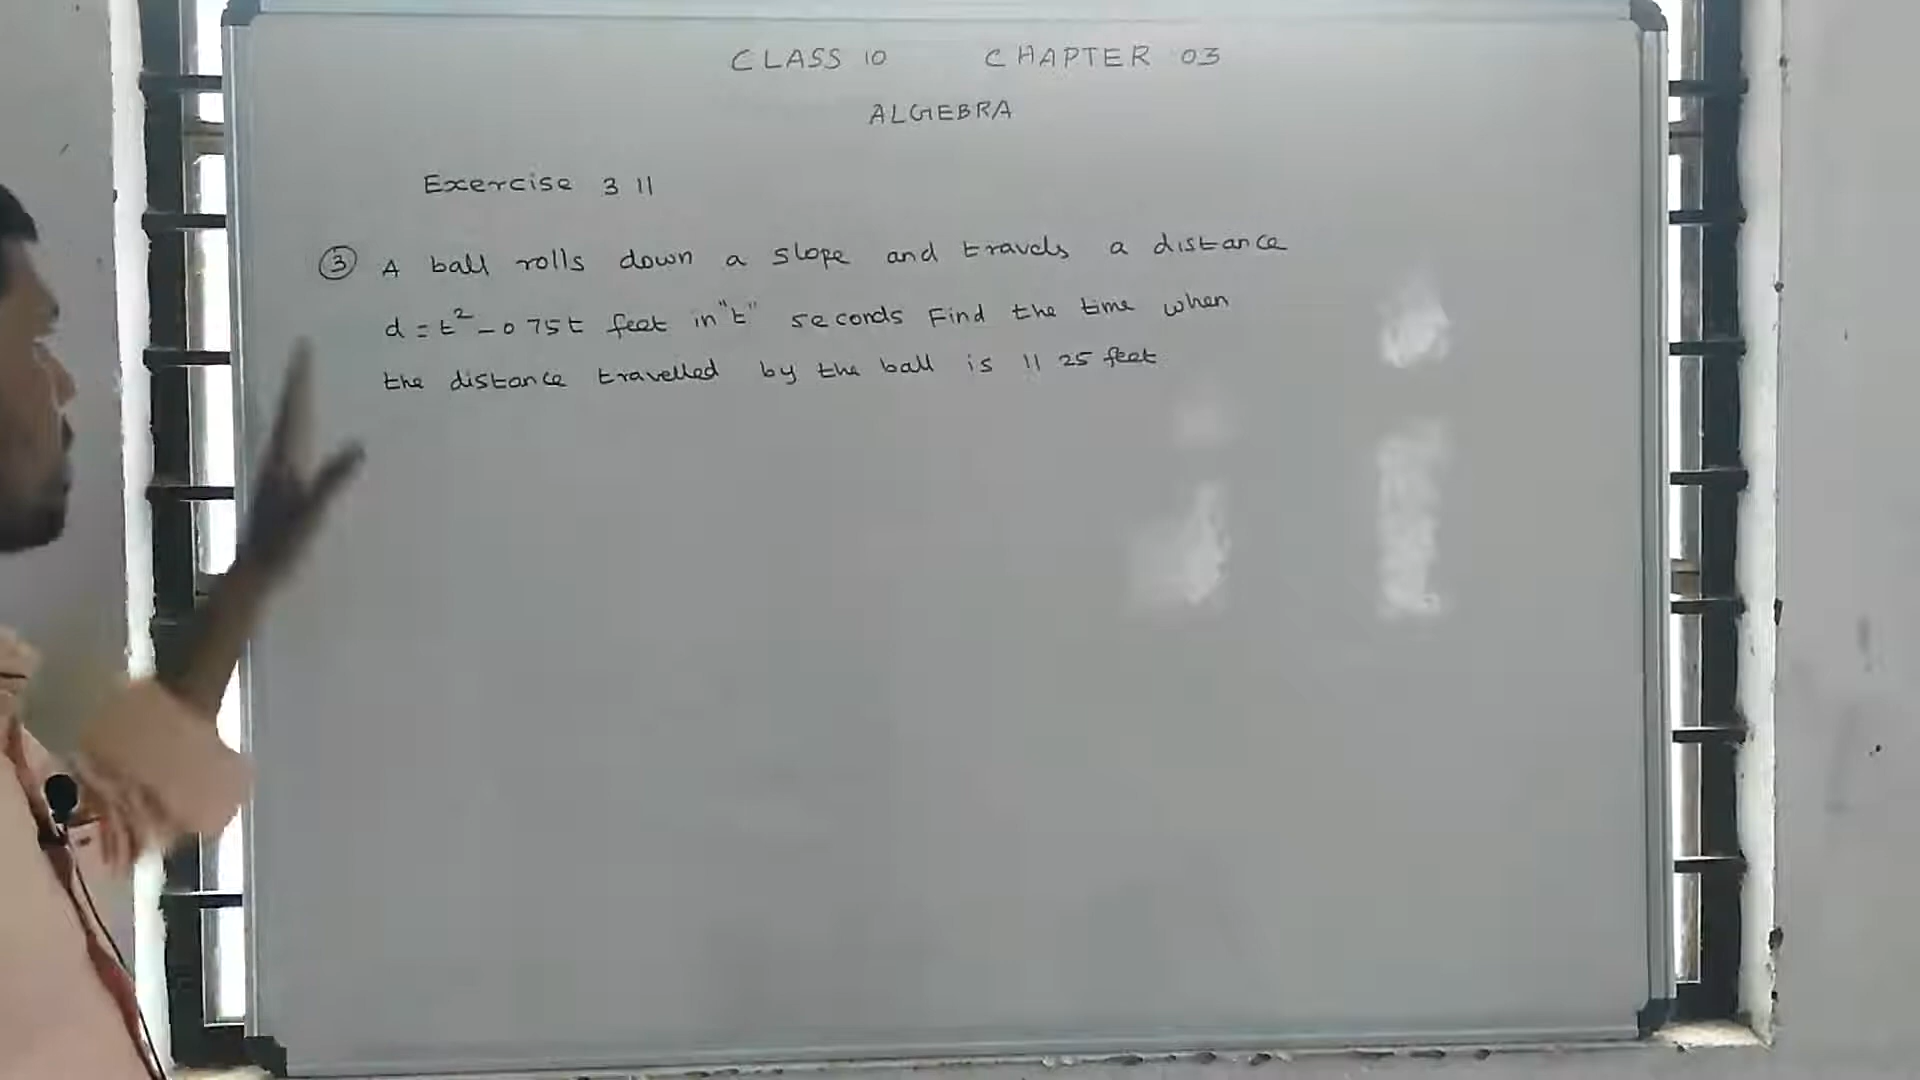 CLASS 10 CHAPTER 03
ALGEBRA
Exercise 3 11
③ A ball rolls down a slope and travels a distance
d = t² - 0 75t feet in "t" seconds Find the time when
the distance travelled by the ball is 11 25 feet